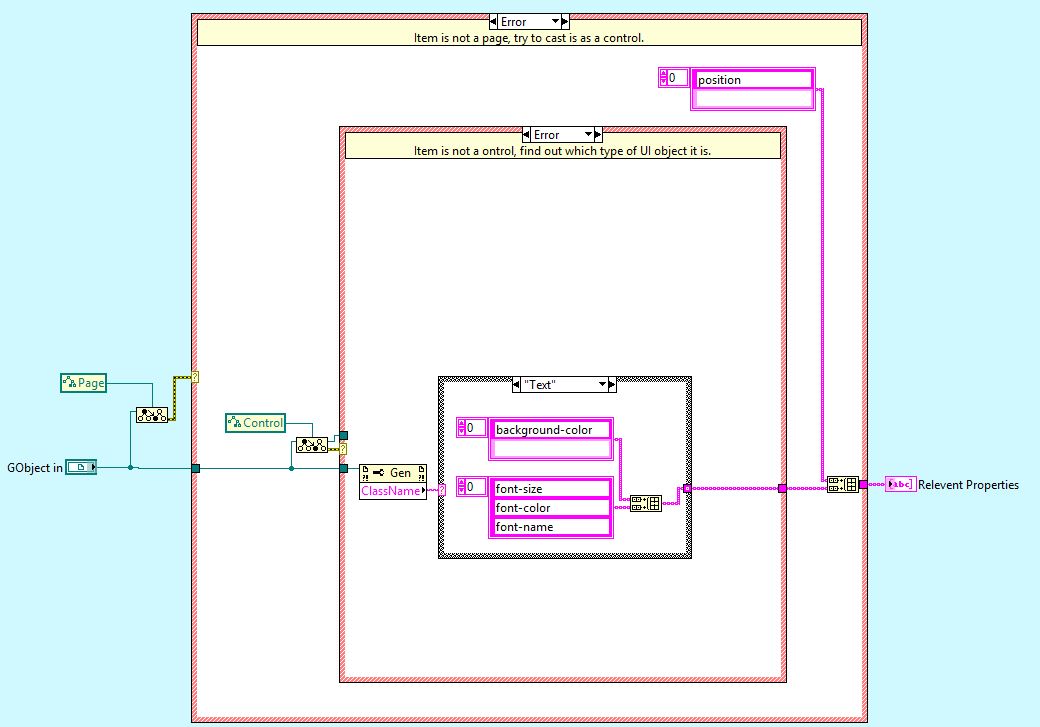 Error
Item is not a page, try to cast is as a control.
0
position
Error
Item is not a ontrol, find out which type of UI object it is.
"Text"
Page
?
0
background-color
Control
?
GObject in
Gen
ClassName
?
0
font-size
font-color
font-name
abc
Relevent Properties